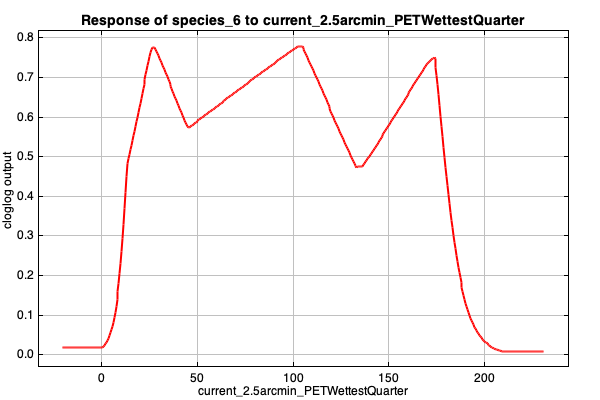 Response of species_6 to current_2.5arcmin_PETWettestQuarter
0.8
0.7
0.6
0.5
0.4
0.3
0.2
0.1
0.0
cloglog output
0 50 100 150 200
current_2.5arcmin_PETWettestQuarter